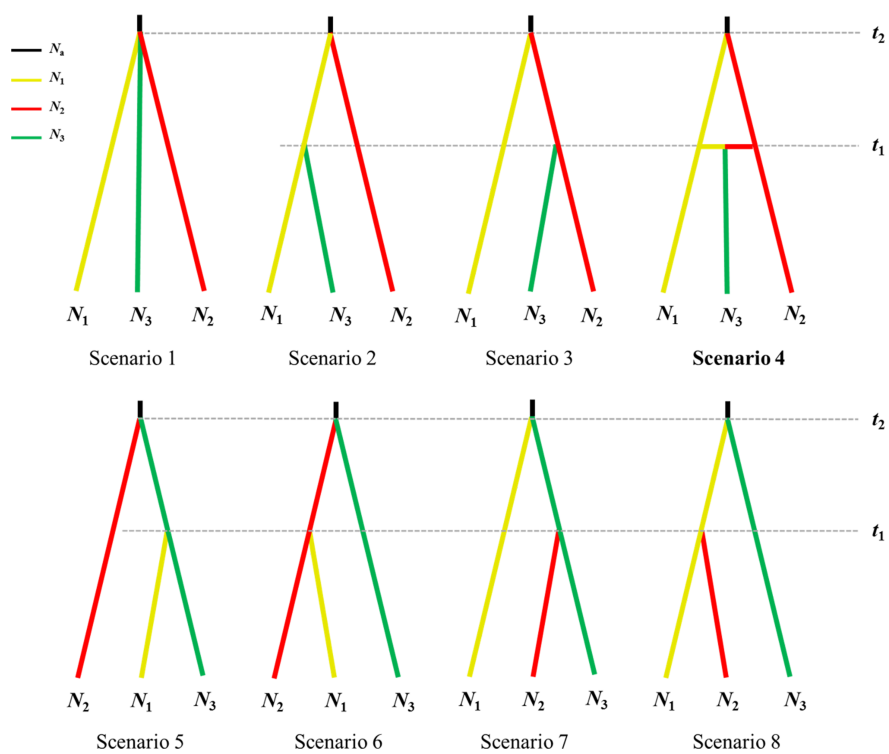 t2
Na
N1
N2
N3
t1
N1 N3 N2 N1 N3 N2 N1 N3 N2 N1 N3 N2
Scenario 1 Scenario 2 Scenario 3 Scenario 4
t2
t1
N2 N1 N3 N2 N1 N3 N1 N2 N3 N1 N2 N3
Scenario 5 Scenario 6 Scenario 7 Scenario 8